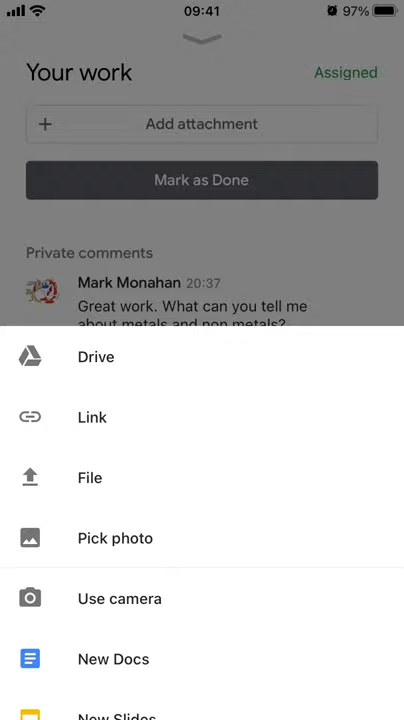 09:41
97%
Your work
Assigned
+ Add attachment
Mark as Done
Private comments
Mark Monahan 20:37
Great work. What can you tell me
about metals and non metals?
Drive
Link
File
Pick photo
Use camera
New Docs
New Slides